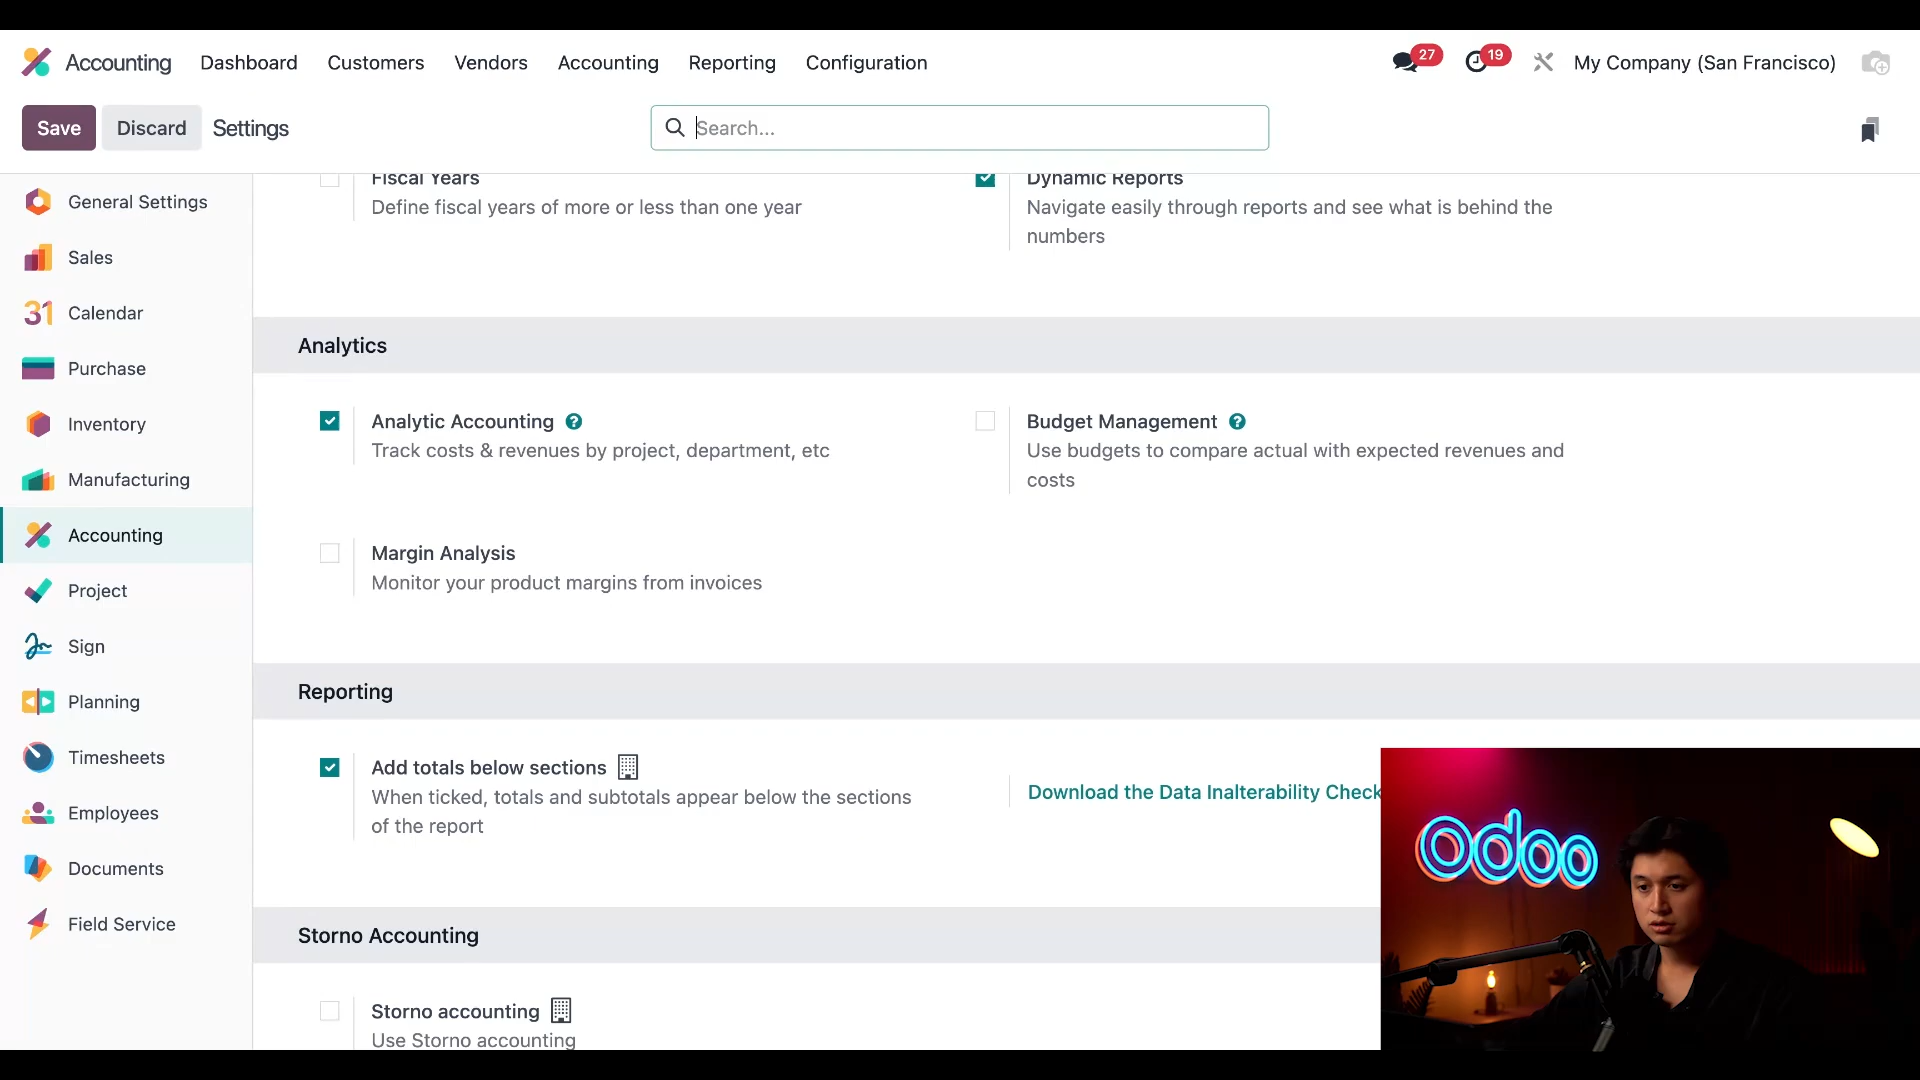 Accounting Dashboard Customers Vendors Accounting Reporting Configuration 27 19 My Company (San Francisco)
Save Discard Settings Search...
General Settings
Sales
31 Calendar
Purchase
Inventory
Manufacturing
Accounting
Project
Sign
Planning
Timesheets
Employees
Documents
Field Service
Fiscal Years
Define fiscal years of more or less than one year
Dynamic Reports
Navigate easily through reports and see what is behind the
numbers
Analytics
Analytic Accounting ?
Track costs & revenues by project, department, etc
Budget Management ?
Use budgets to compare actual with expected revenues and
costs
Margin Analysis
Monitor your product margins from invoices
Reporting
Add totals below sections
When ticked, totals and subtotals appear below the sections
of the report
Download the Data Inalterability Check
Storno Accounting
Storno accounting
Use Storno accounting
odoo